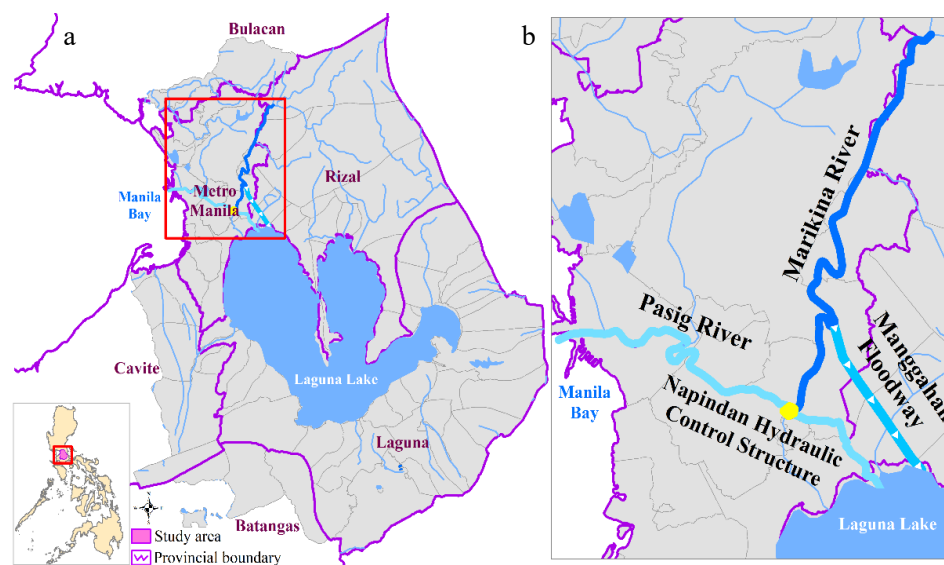 a
Bulacan
Rizal
Metro
Manila
Manila
Bay
Cavite
Laguna Lake
Laguna
Batangas
Study area
Provincial boundary
b
Marikina River
Pasig River
Manggahan
Floodway
Manila
Bay
Napindan Hydraulic
Control Structure
Laguna Lake